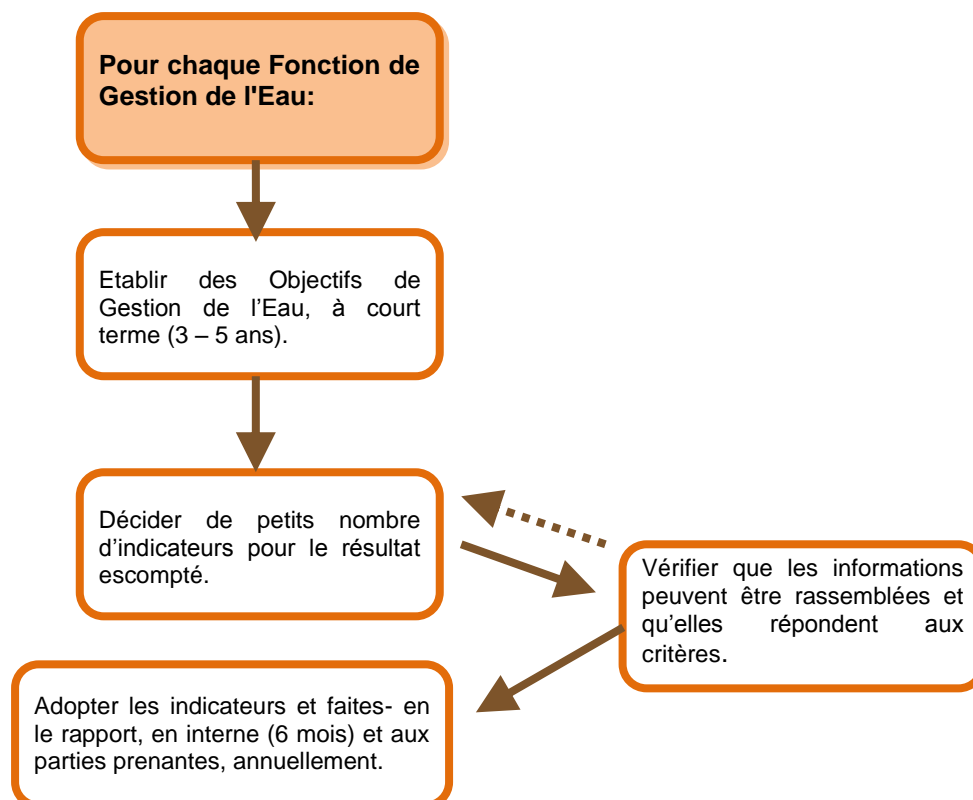 Pour chaque Fonction de
Gestion de l'Eau:
Etablir des Objectifs de
Gestion de l’Eau, à court
terme (3 – 5 ans).
Décider de petits nombre
d’indicateurs pour le résultat
escompté.
Vérifier que les informations
peuvent être rassemblées et
qu’elles répondent aux
critères.
Adopter les indicateurs et faites- en
le rapport, en interne (6 mois) et aux
parties prenantes, annuellement.